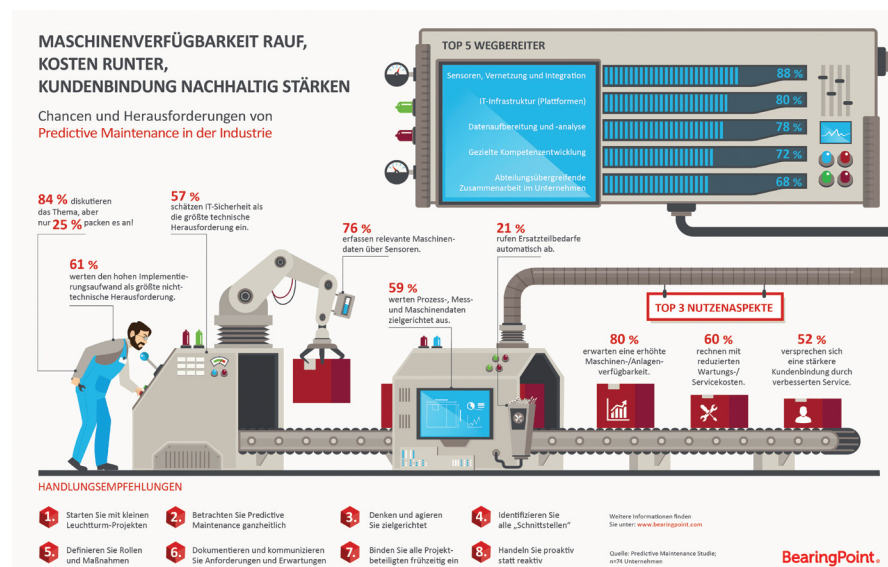 MASCHINENVERFÜGBARKEIT RAUF,
KOSTEN RUNTER,
KUNDENBINDUNG NACHHALTIG STÄRKEN
Chancen und Herausforderungen von
Predictive Maintenance in der Industrie
TOP 5 WEGBEREITER
Sensoren, Vernetzung und Integration 88 %
IT-Infrastruktur (Plattformen) 80 %
Datenaufbereitung und -analyse 78 %
Gezielte Kompetenzentwicklung 72 %
Abteilungsübergreifende
Zusammenarbeit im Unternehmen 68 %
84 % diskutieren
das Thema, aber
nur 25 % packen es an!
57 %
schätzen IT-Sicherheit als
die größte technische
Herausforderung ein.
61 %
werten den hohen Implementie-
rungsaufwand als größte nicht-
technische Herausforderung.
76 %
erfassen relevante Maschinen-
daten über Sensoren.
59 %
werten Prozess-, Mess-
und Maschinendaten
zielgerichtet aus.
21 %
rufen Ersatzteilbedarfe
automatisch ab.
TOP 3 NUTZENASPEKTE
80 %
erwarten eine erhöhte
Maschinen-/Anlagen-
verfügbarkeit.
60 %
rechnen mit
reduzierten
Wartungs-/
Servicekosten.
52 %
versprechen sich
eine stärkere
Kundenbindung durch
verbesserten Service.
HANDLUNGSEMPFEHLUNGEN
1. Starten Sie mit kleinen
Leuchtturm-Projekten
2. Betrachten Sie Predictive
Maintenance ganzheitlich
3. Denken und agieren
Sie zielgerichtet
4. Identifizieren Sie
alle „Schnittstellen“
5. Definieren Sie Rollen
und Maßnahmen
6. Dokumentieren und kommunizieren
Sie Anforderungen und Erwartungen
7. Binden Sie alle Projekt-
beteiligten frühzeitig ein
8. Handeln Sie proaktiv
statt reaktiv
Weitere Informationen finden
Sie unter: www.bearingpoint.com
Quelle: Predictive Maintenance Studie;
n=74 Unternehmen
BearingPoint®